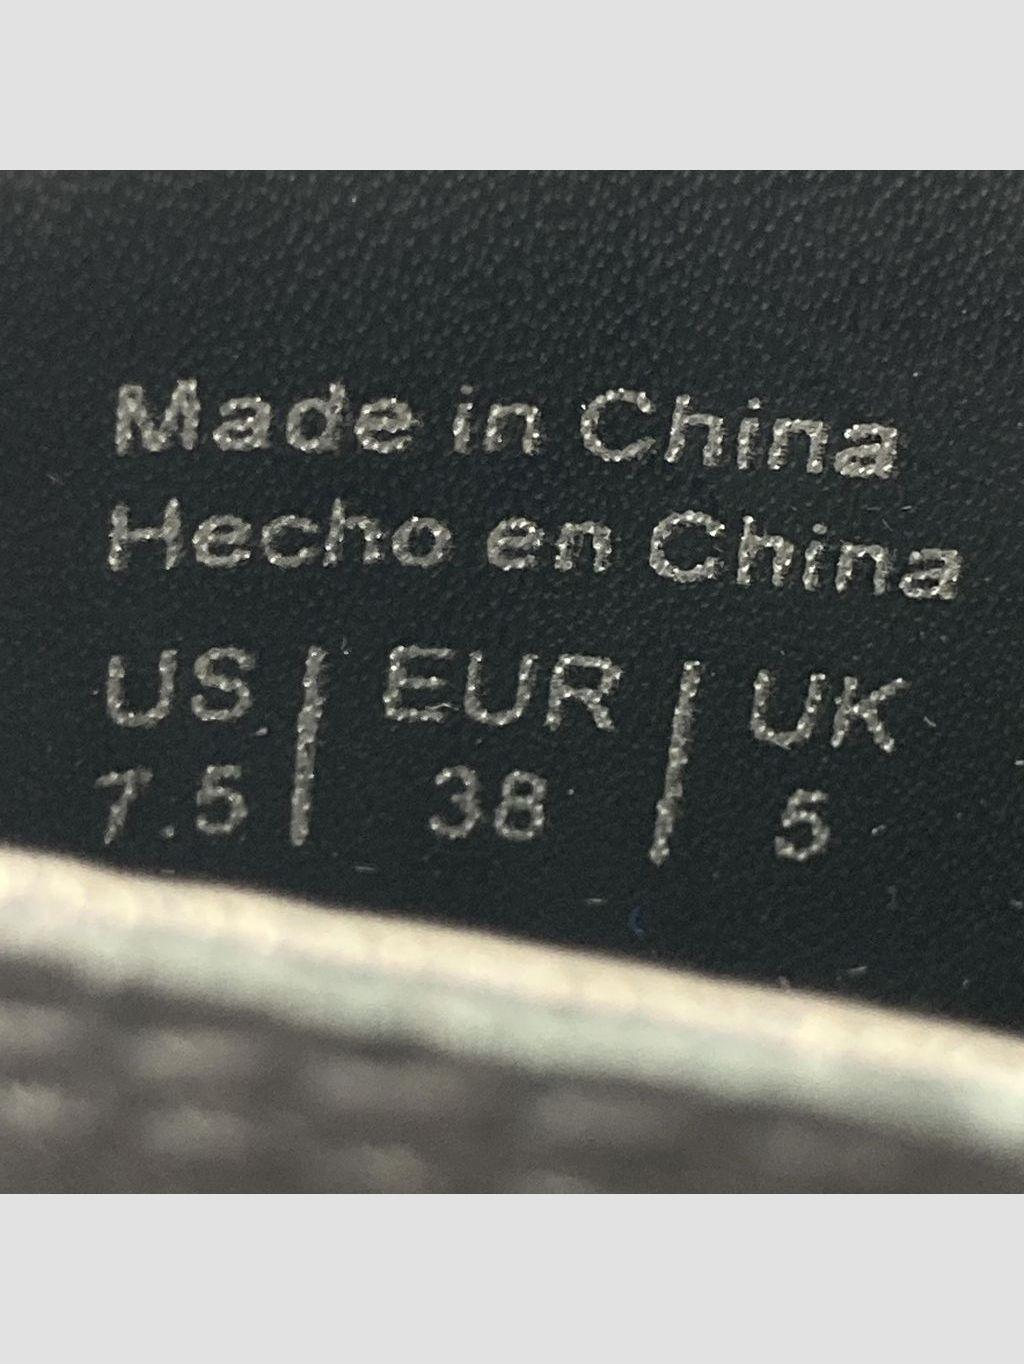 Made in China
Hecho en China
US | EUR | UK
7.5 | 38 | 5